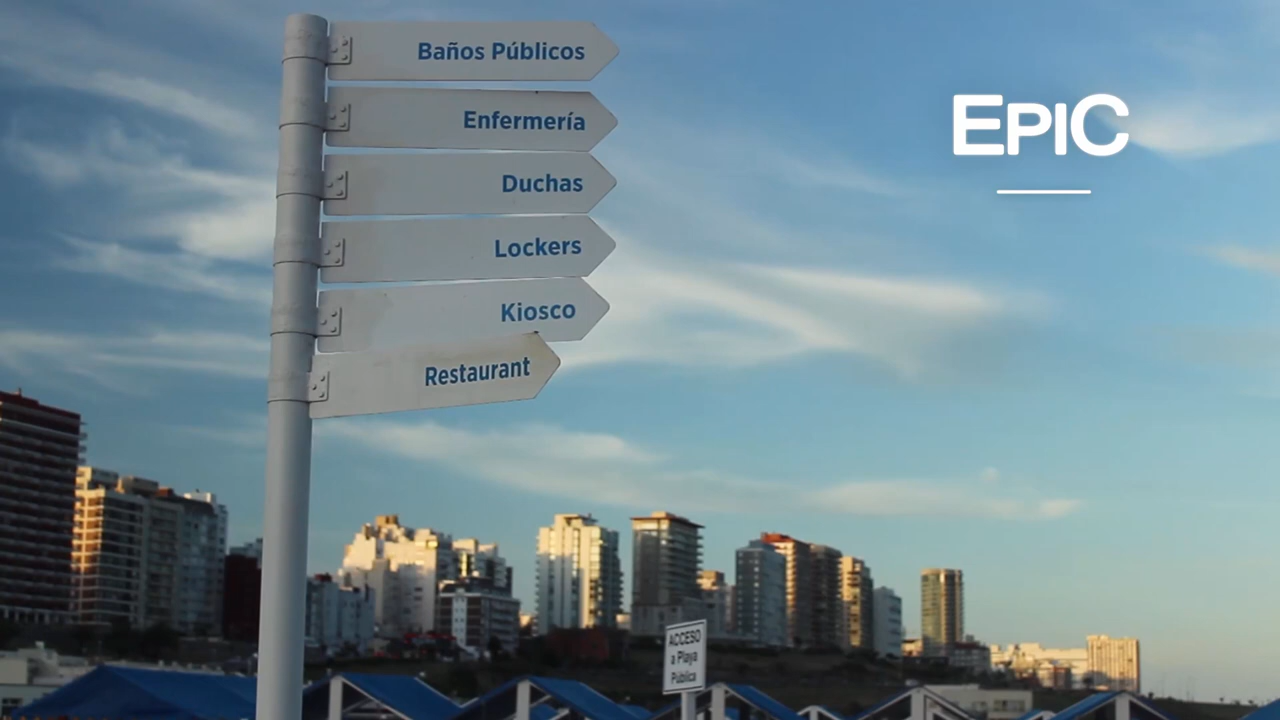 Baños Públicos
EPIC
Enfermería
Duchas
Lockers
Kiosco
Restaurant
ACCESO
a Playa
Pública